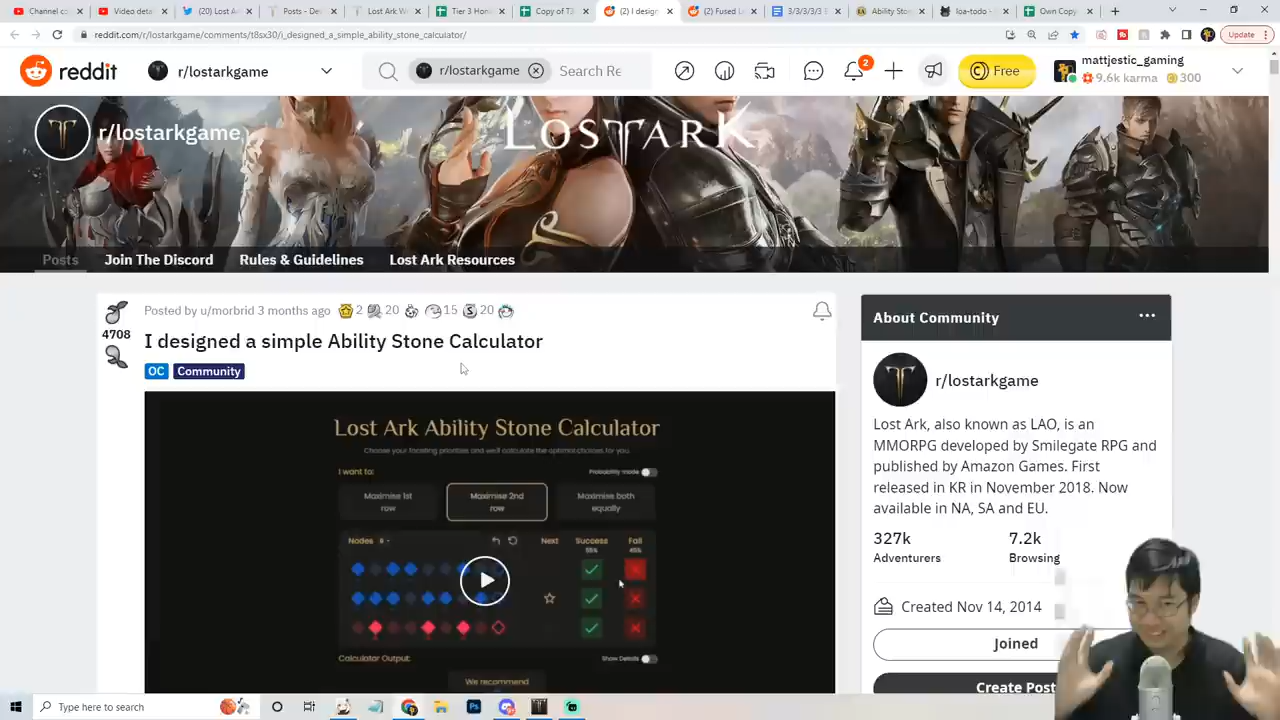 Channel co
(20) Lost A
Posts - De
Lost Ark W
Tier 3 Hon
Copy of T
(2) I desig
(2) Fused L
3/3/3/3/
Ability Ston
loa-todo
Own Copy
reddit.com/r/lostarkgame/comments/t8sx30/i_designed_a_simple_ability_stone_calculator/
Update
reddit
r/lostarkgame
r/lostarkgame
Search Re
2
Free
mattjestic_gaming
9.6k karma
300
r/lostarkgame
LOST ARK
Posts
Join The Discord
Rules & Guidelines
Lost Ark Resources
Posted by u/morbrid 3 months ago
2
20
15
20
4708
I designed a simple Ability Stone Calculator
OC
Community
Lost Ark Ability Stone Calculator
Choose your faceting priorities and we'll calculate the optimal choices for you.
I want to:
Probability mode
Maximise 1st
row
Maximise 2nd
row
Maximise both
equally
Nodes
Next
Success
55%
Fail
45%
Calculator Output:
Show Details
We recommend
About Community
r/lostarkgame
Lost Ark, also known as LAO, is an
MMORPG developed by Smilegate RPG and
published by Amazon Games. First
released in KR in November 2018. Now
available in NA, SA and EU.
327k
Adventurers
7.2k
Browsing
Created Nov 14, 2014
Joined
Create Post
Type here to search